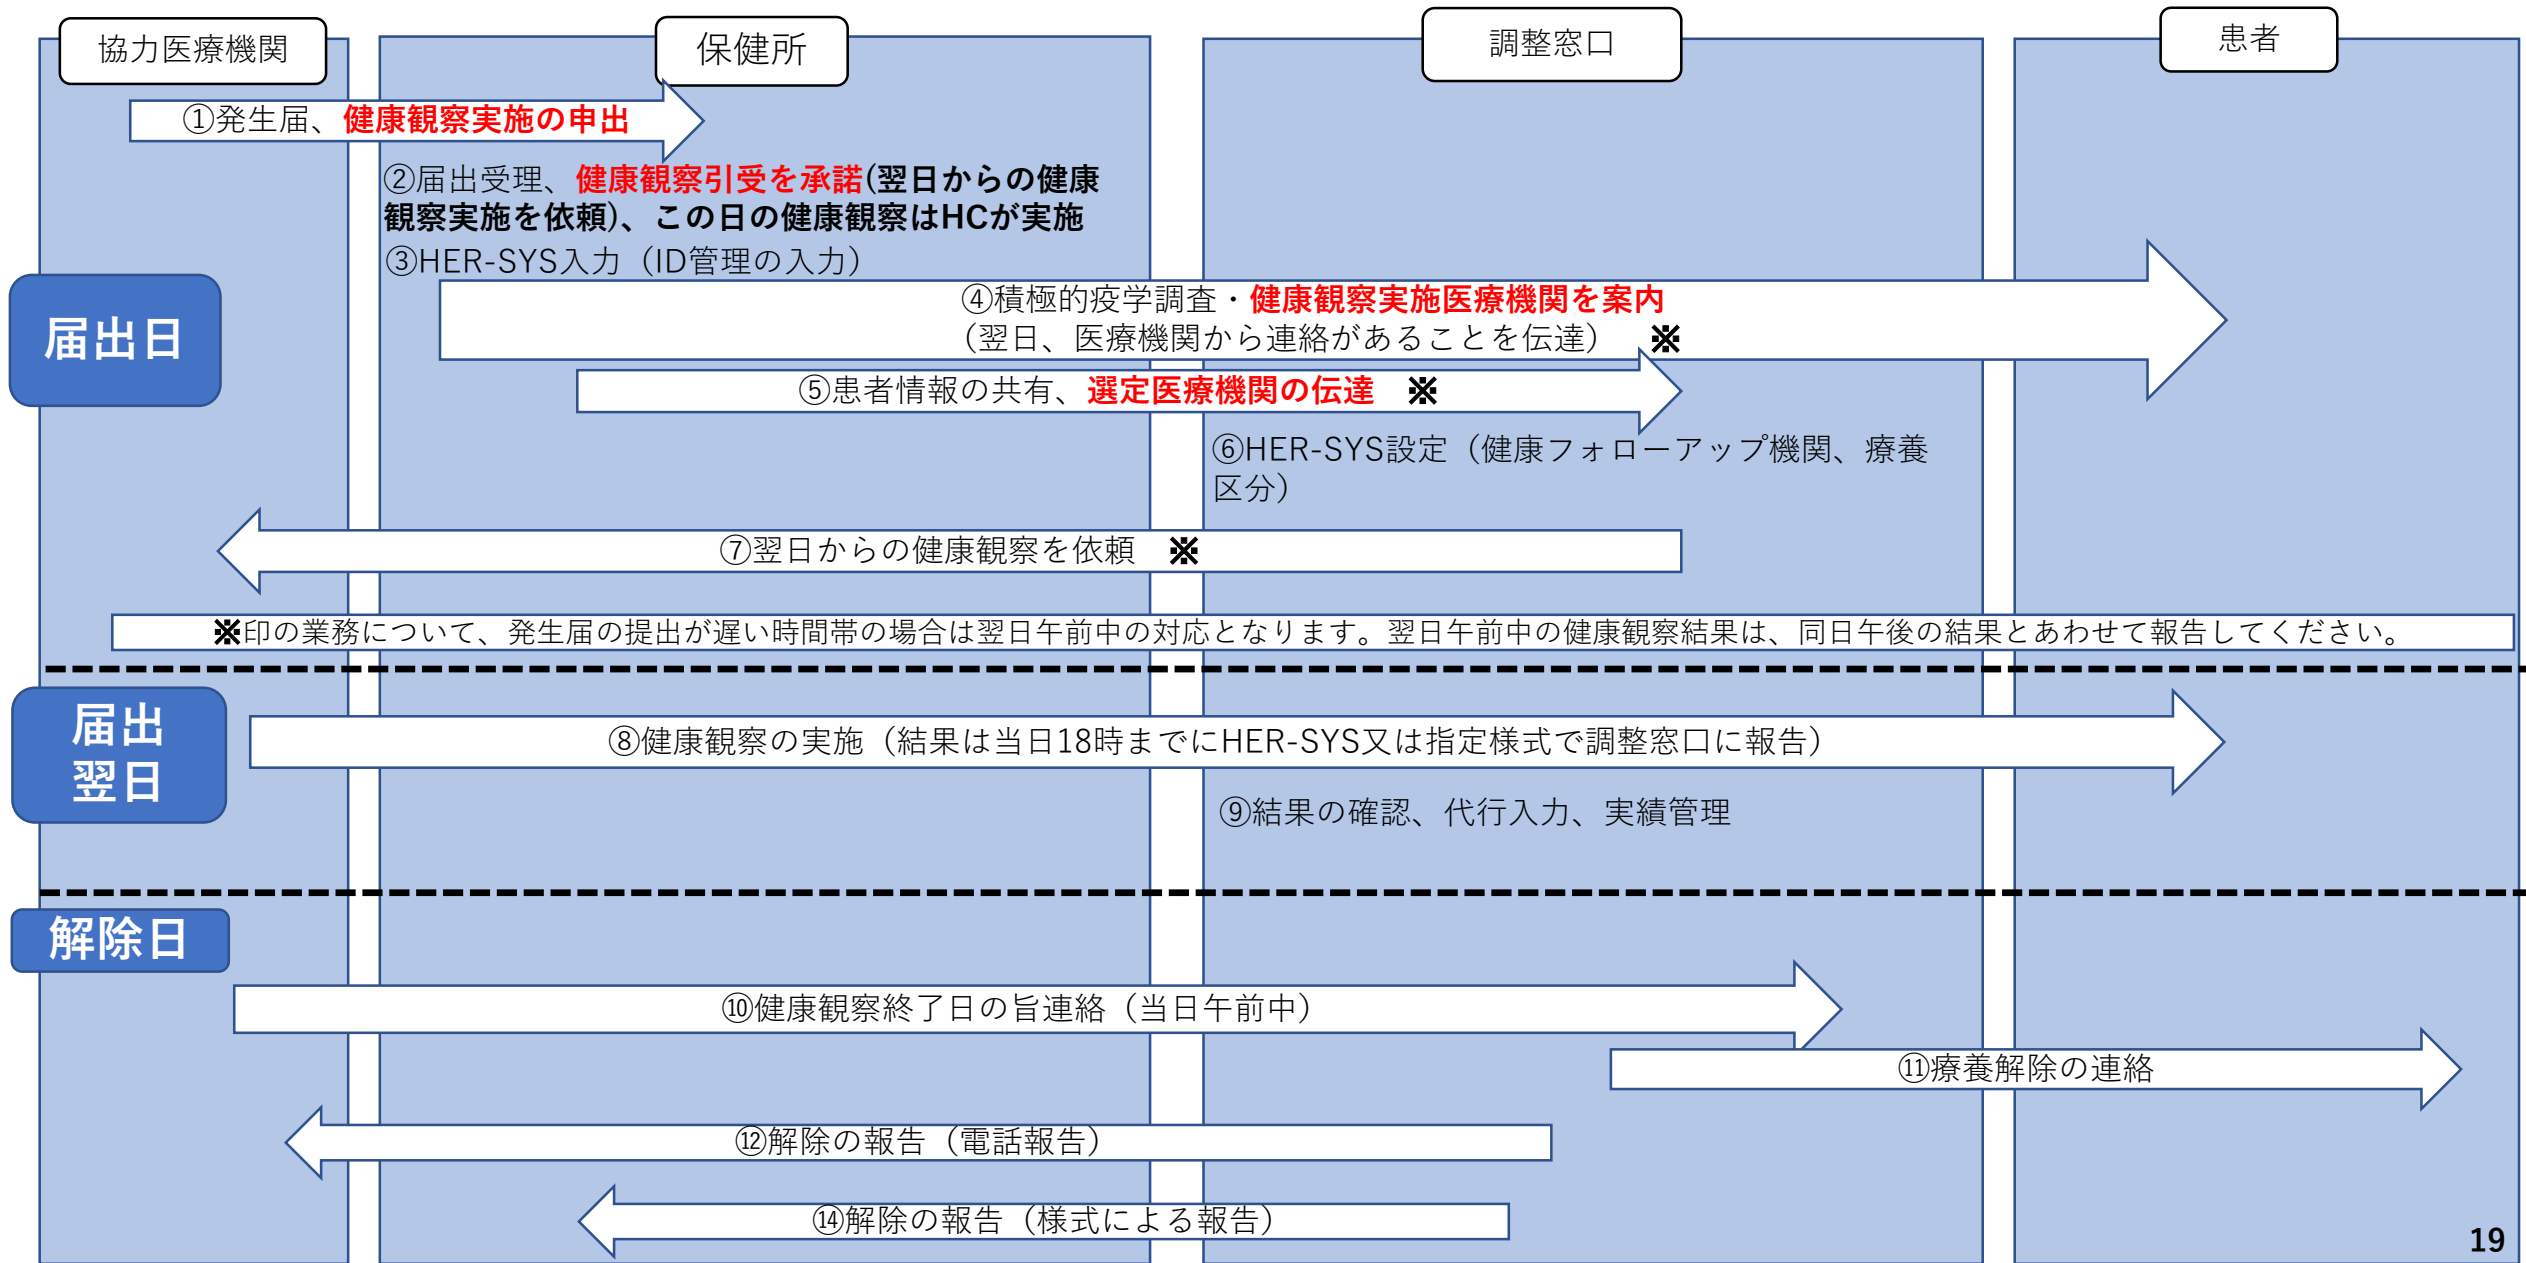 協力医療機関
保健所
調整窓口
患者
①発生届、健康観察実施の申出
②届出受理、健康観察引受を承諾(翌日からの健康
観察実施を依頼)、この日の健康観察はHCが実施
③HER-SYS入力（ID管理の入力）
届出日
④積極的疫学調査・健康観察実施医療機関を案内
（翌日、医療機関から連絡があることを伝達） ※
⑤患者情報の共有、選定医療機関の伝達 ※
⑥HER-SYS設定（健康フォローアップ機関、療養
区分）
⑦翌日からの健康観察を依頼 ※
※印の業務について、発生届の提出が遅い時間帯の場合は翌日午前中の対応となります。翌日午前中の健康観察結果は、同日午後の結果とあわせて報告してください。
届出
翌日
⑧健康観察の実施（結果は当日18時までにHER-SYS又は指定様式で調整窓口に報告）
⑨結果の確認、代行入力、実績管理
解除日
⑩健康観察終了日の旨連絡（当日午前中）
⑪療養解除の連絡
⑫解除の報告（電話報告）
⑭解除の報告（様式による報告）
19